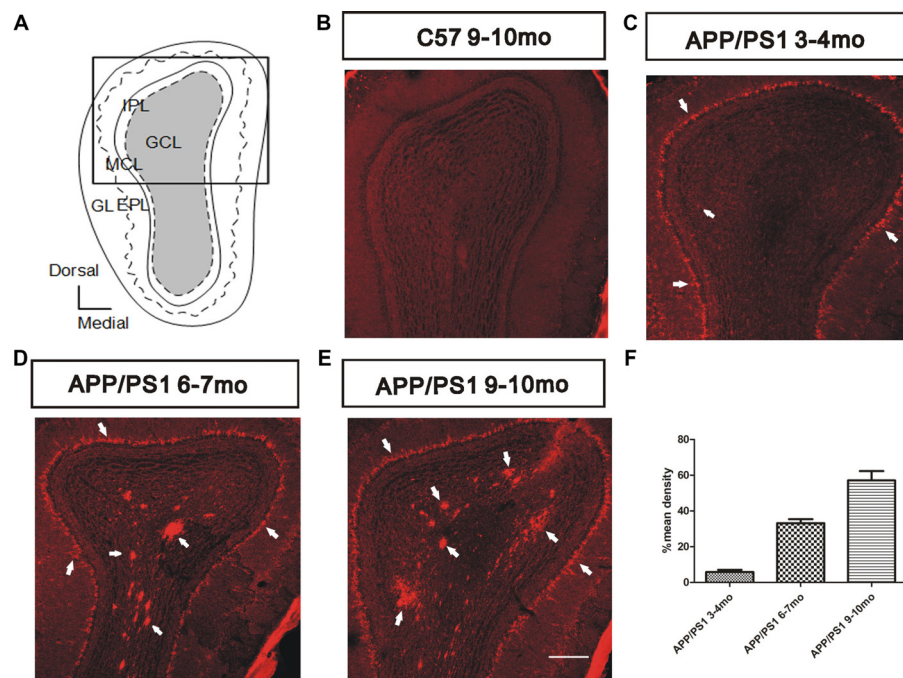 A
IPL
GCL
MCL
GL EPL
Dorsal
Medial
B
C57 9-10mo
C
APP/PS1 3-4mo
D
APP/PS1 6-7mo
E
APP/PS1 9-10mo
F
% mean density
80
60
40
20
0
APP/PS1 3-4mo
APP/PS1 6-7mo
APP/PS1 9-10mo